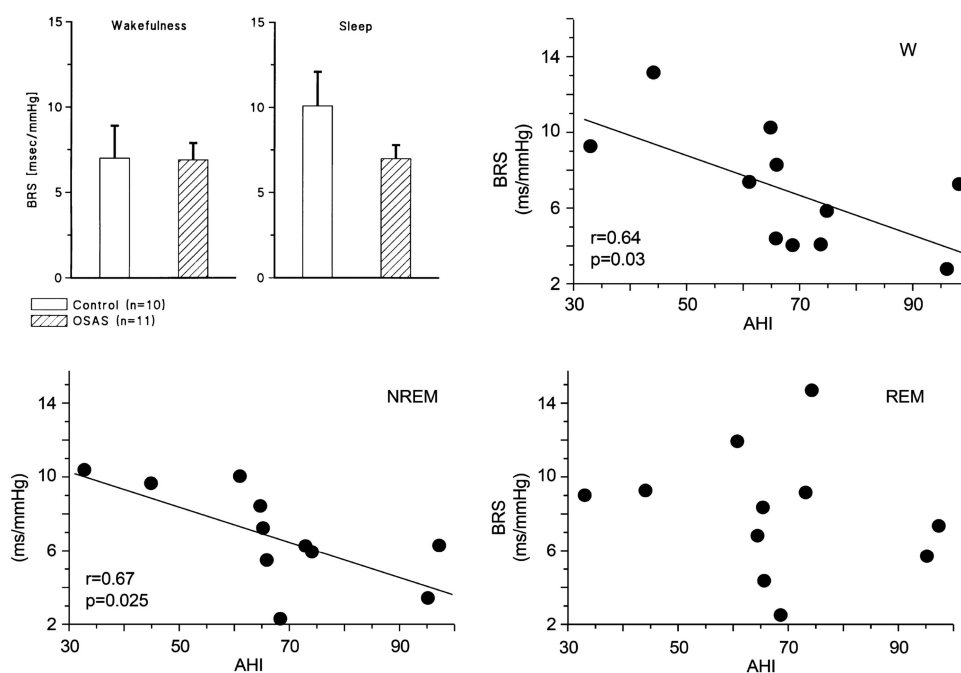 Wakefulness
Sleep
BRS [msec/mmHg]
15
10
5
0
15
10
5
0
Control (n=10)
OSAS (n=11)
W
BRS
(ms/mmHg)
14
10
6
2
r=0.64
p=0.03
30 50 70 90
AHI
NREM
(ms/mmHg)
14
10
6
2
r=0.67
p=0.025
30 50 70 90
AHI
REM
BRS
(ms/mmHg)
14
10
6
2
30 50 70 90
AHI